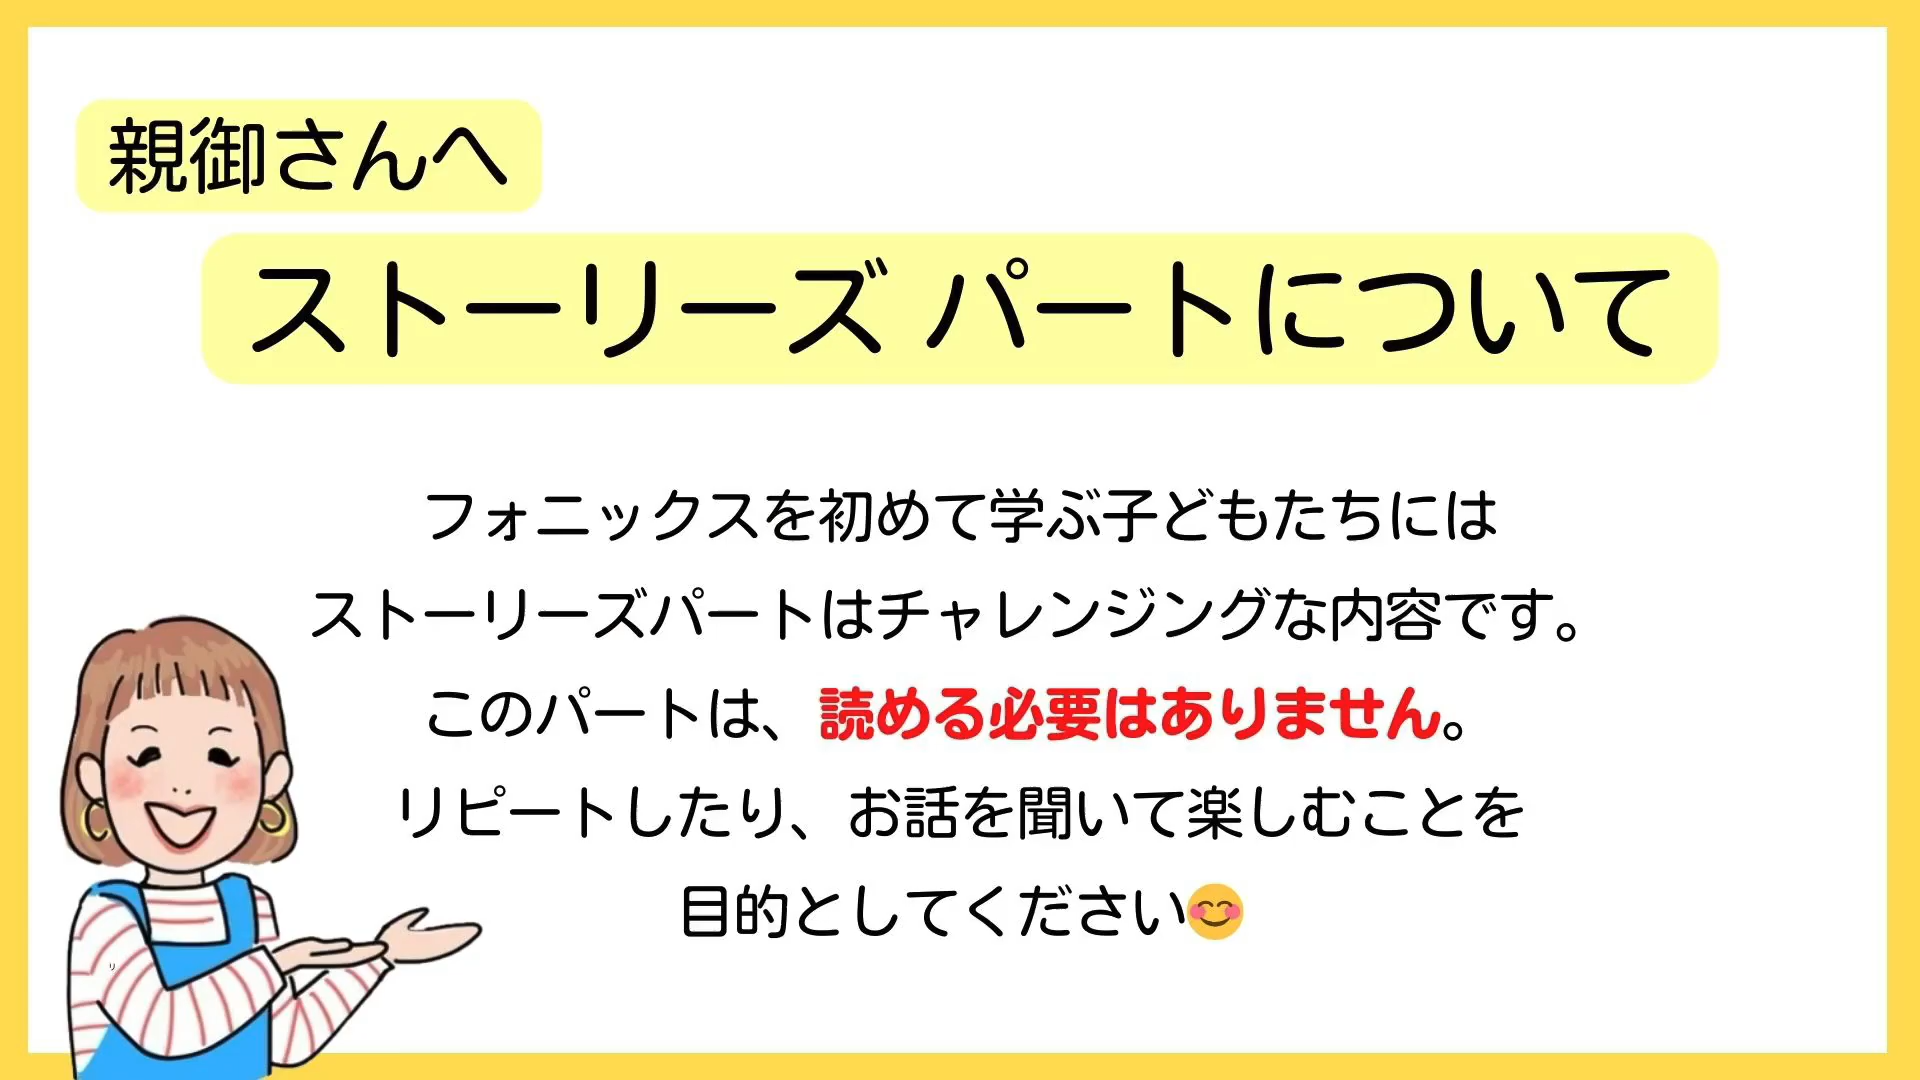 親御さんへ
ストーリーズ パートについて
フォニックスを初めて学ぶ子どもたちには
ストーリーズパートはチャレンジングな内容です。
このパートは、読める必要はありません。
リピートしたり、お話を聞いて楽しむことを
目的としてください😊
リ